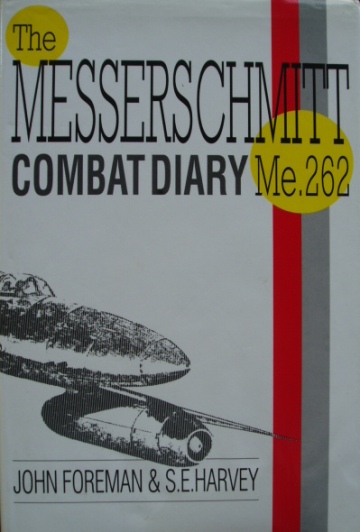 The
MESSERSCHMITT
COMBAT DIARY Me.262
JOHN FOREMAN & S.E.HARVEY